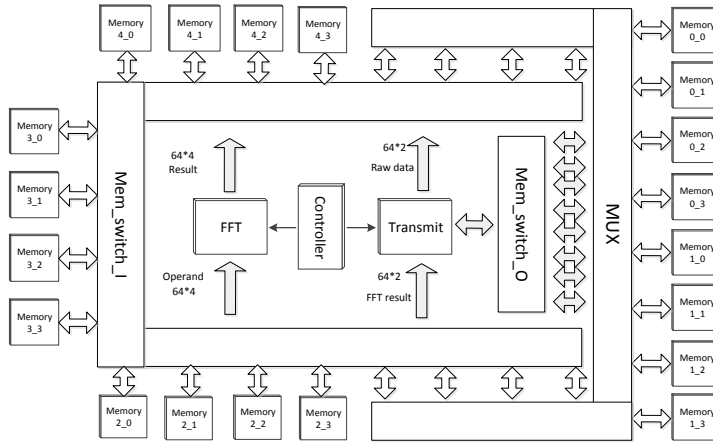 Memory
4_0
Memory
4_1
Memory
4_2
Memory
4_3
Memory
0_0
Memory
0_1
Memory
0_2
Memory
0_3
Memory
1_0
Memory
1_1
Memory
1_2
Memory
1_3
Memory
3_0
Memory
3_1
Memory
3_2
Memory
3_3
Mem_switch_I
64*4
Result
FFT
Operand
64*4
Controller
64*2
Raw data
Transmit
64*2
FFT result
Mem_switch_O
MUX
Memory
2_0
Memory
2_1
Memory
2_2
Memory
2_3